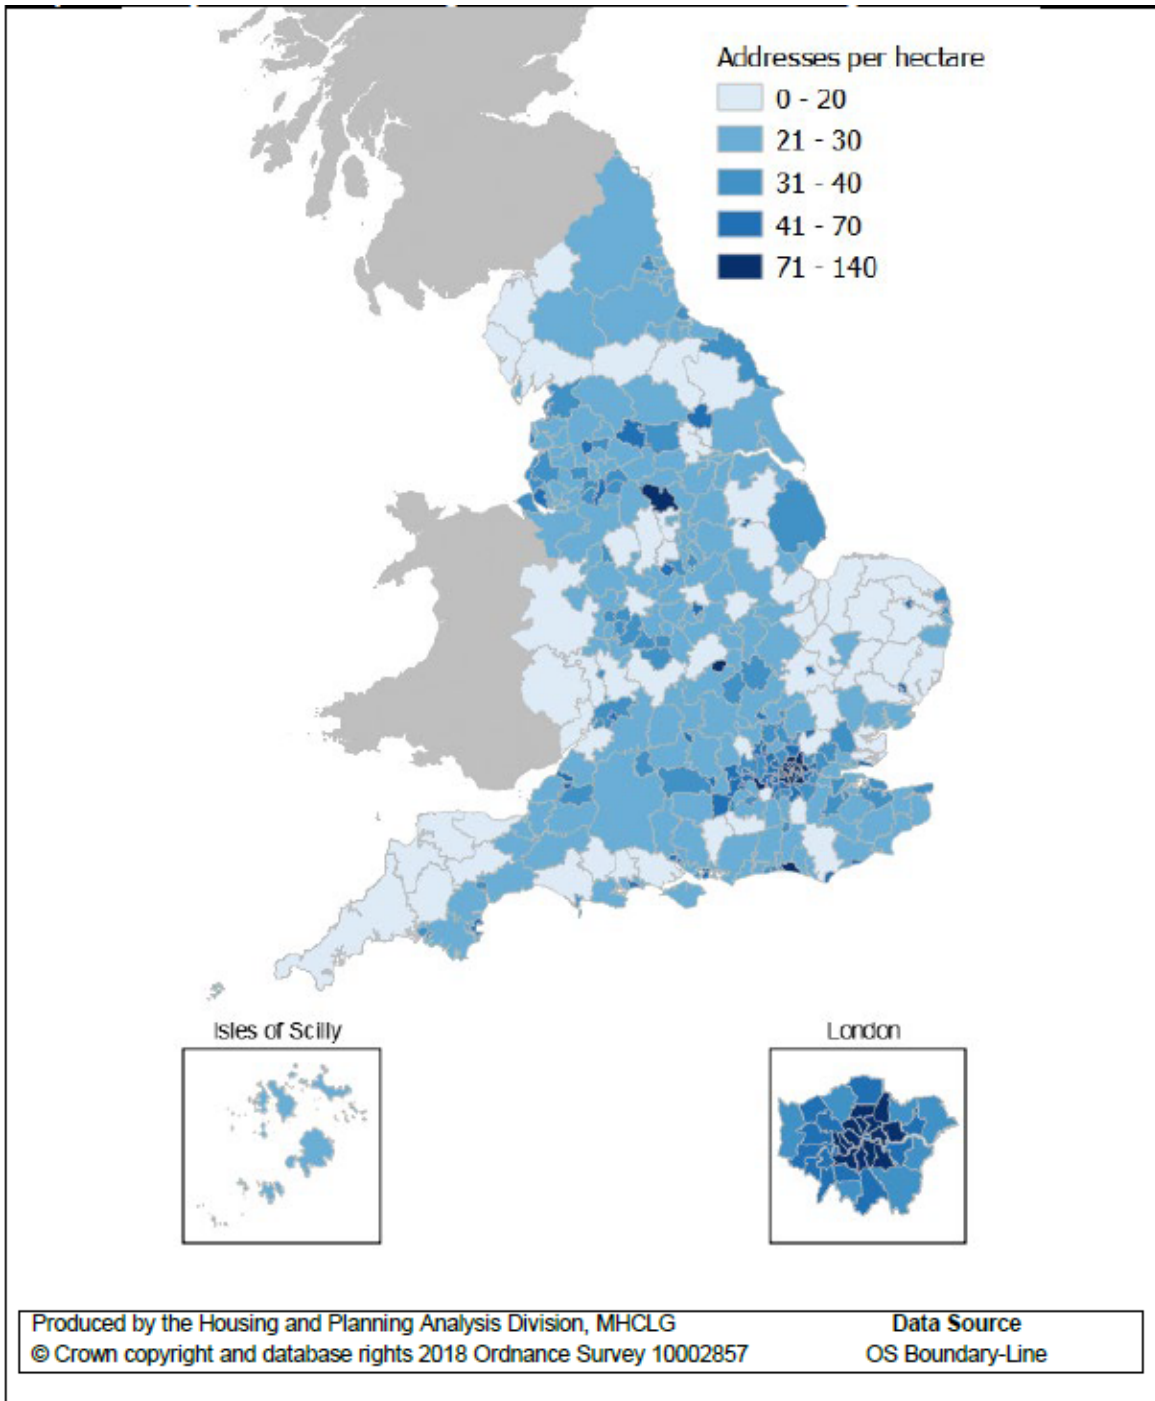 Addresses per hectare
0 - 20
21 - 30
31 - 40
41 - 70
71 - 140
Isles of Scilly
London
Produced by the Housing and Planning Analysis Division, MHCLG
Data Source
© Crown copyright and database rights 2018 Ordnance Survey 10002857
OS Boundary-Line